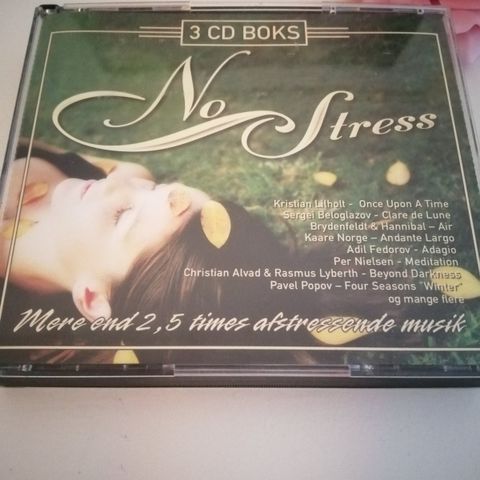 3 CD BOKS
No Stress
Kristian Lilholt - Once Upon A Time
Sergei Beloglazov - Clare de Lune
Brydenfeldt & Hannibal – Air
Kaare Norge – Andante Largo
Adil Fedorov - Adagio
Per Nielsen - Meditation
Christian Alvad & Rasmus Lyberth - Beyond Darkness
Pavel Popov – Four Seasons "Winter"
og mange flere
Mere end 2,5 times afstressende musik